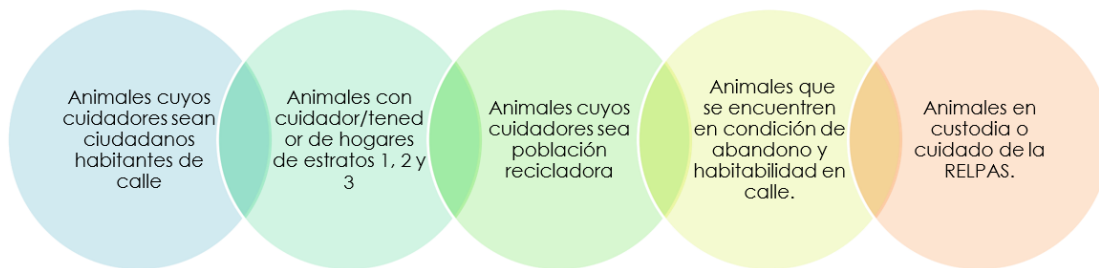 Animales cuyos
cuidadores sean
ciudadanos
habitantes de
calle
Animales con
cuidador/tened
or de hogares
de estratos 1, 2 y
3
Animales cuyos
cuidadores sea
población
recicladora
Animales que
se encuentren
en condición de
abandono y
habitabilidad en
calle.
Animales en
custodia o
cuidado de la
RELPAS.